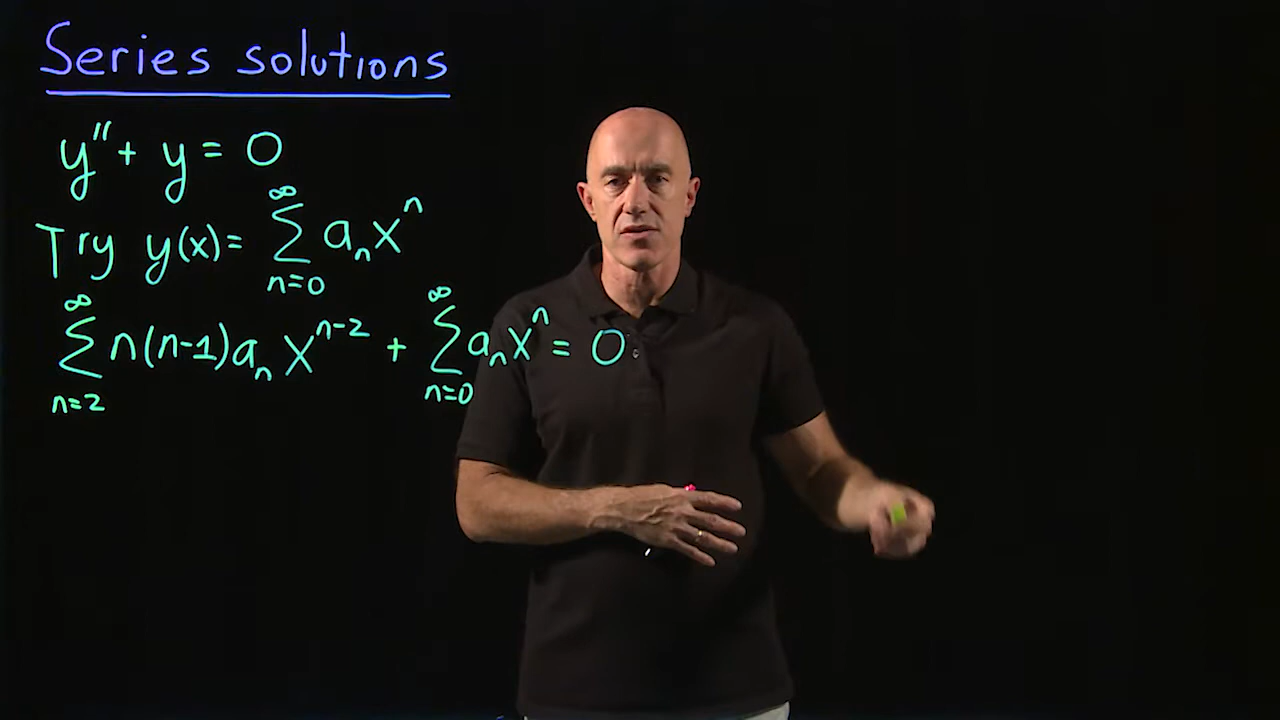 Series solutions
y'' + y = 0
Try y(x) = ∑_{n=0}^{∞} a_n x^n
∑_{n=2}^{∞} n(n-1)a_n x^{n-2} + ∑_{n=0}^{∞} a_n x^n = 0